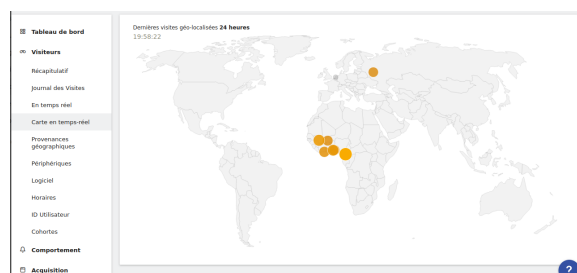 Tableau de bord
Visiteurs
Récapitulatif
Journal des Visites
En temps réel
Carte en temps-réel
Provenances
géographiques
Périphériques
Logiciel
Horaires
ID Utilisateur
Cohortes
Comportement
Acquisition
Dernières visites géo-localisées 24 heures
19:58:22
?